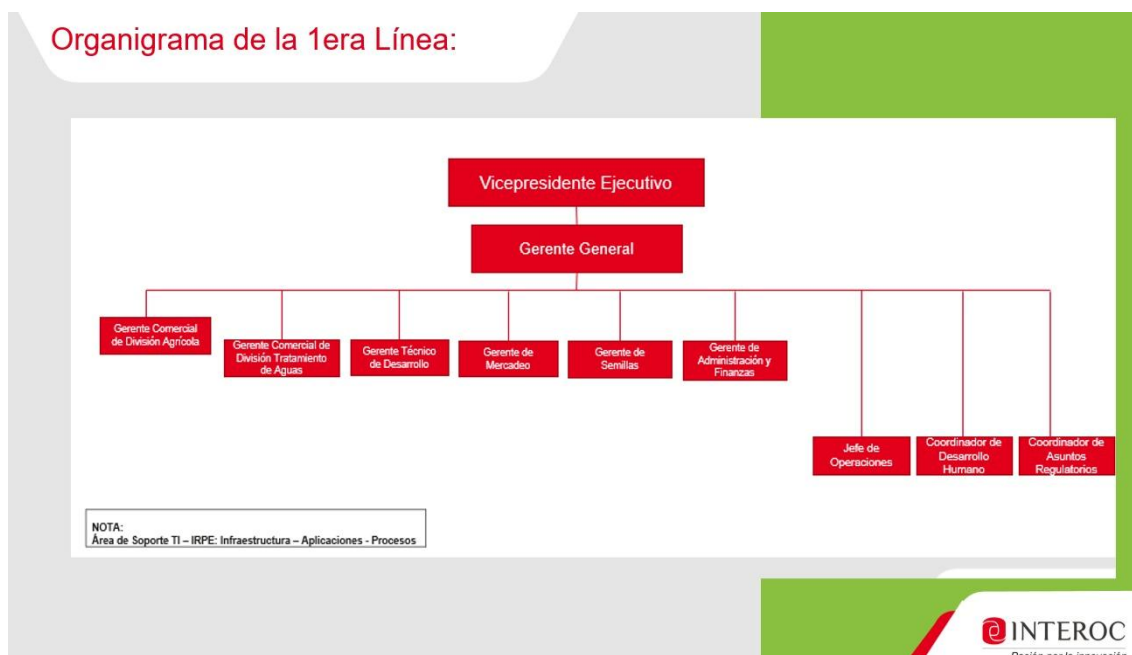 Organigrama de la 1era Línea:
Vicepresidente Ejecutivo
Gerente General
Gerente Comercial
de División Agrícola
Gerente Comercial de
División Tratamiento
de Aguas
Gerente Técnico
de Desarrollo
Gerente de
Mercadeo
Gerente de
Semillas
Gerente de
Administración y
Finanzas
Jefe de
Operaciones
Coordinador de
Desarrollo
Humano
Coordinador de
Asuntos
Regulatorios
NOTA:
Área de Soporte TI – IRPE: Infraestructura – Aplicaciones - Procesos
INTEROC